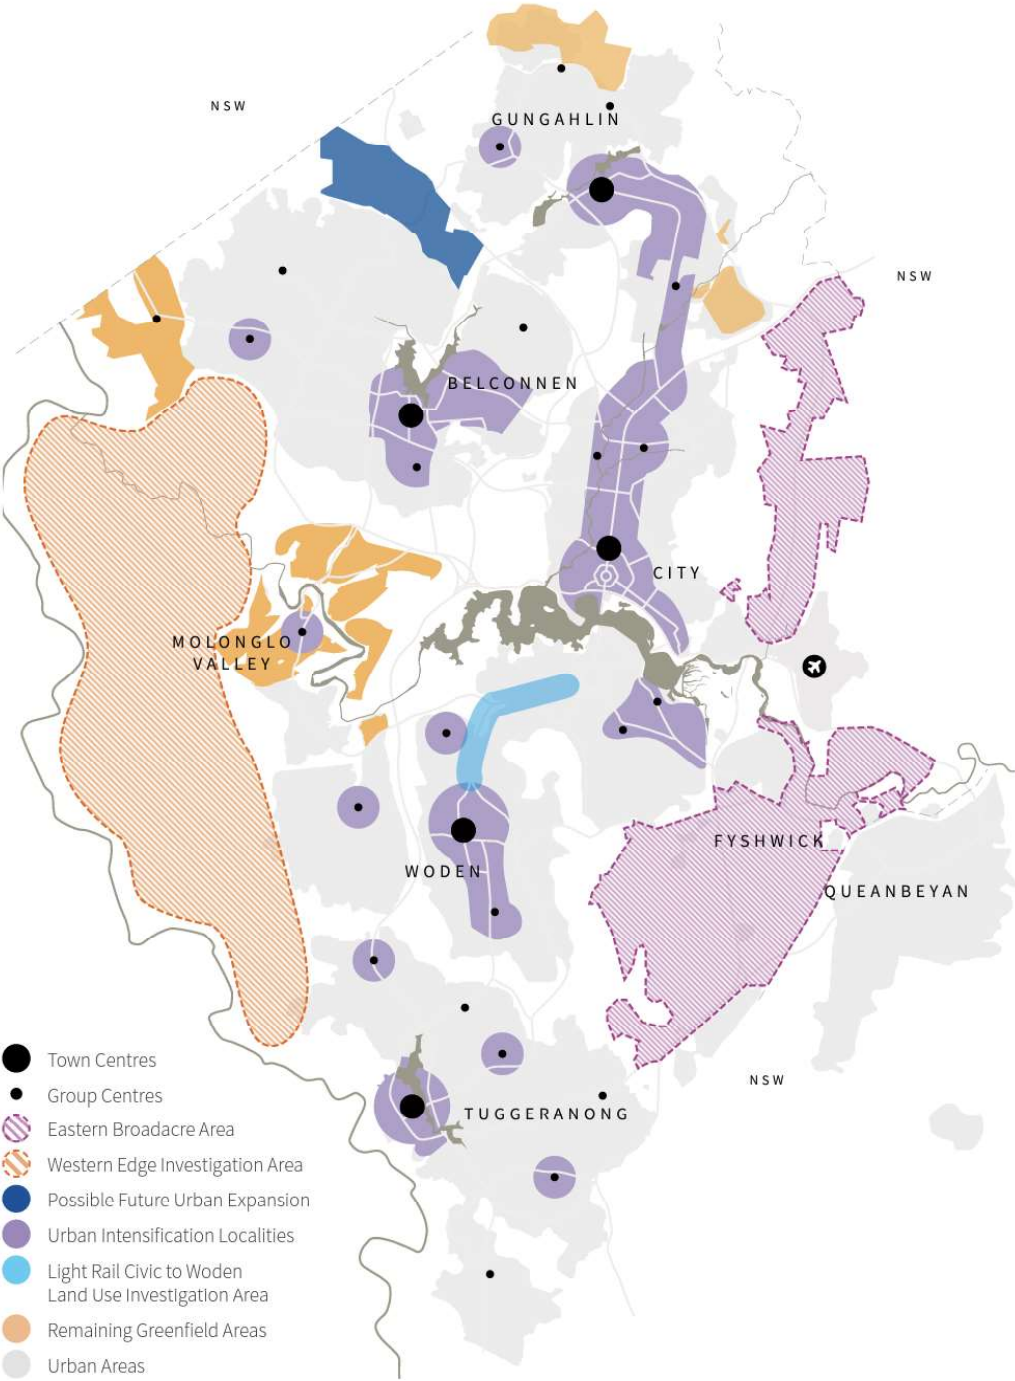 NSW
GUNGAHLIN
NSW
BELCONNEN
CITY
MOLONGLO
VALLEY
FYSHWICK
WODEN
QUEANBEYAN
NSW
TUGGERANONG
Town Centres
Group Centres
Eastern Broadacre Area
Western Edge Investigation Area
Possible Future Urban Expansion
Urban Intensification Localities
Light Rail Civic to Woden
Land Use Investigation Area
Remaining Greenfield Areas
Urban Areas